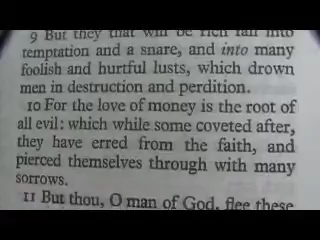 9 But they that will be rich fall into
temptation and a snare, and into many
foolish and hurtful lusts, which drown
men in destruction and perdition.
10 For the love of money is the root of
all evil: which while some coveted after,
they have erred from the faith, and
pierced themselves through with many
sorrows.
11 But thou, O man of God, flee these